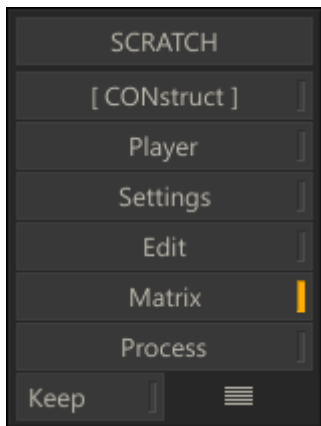 SCRATCH
[ CONstruct ]
Player
Settings
Edit
Matrix
Process
Keep